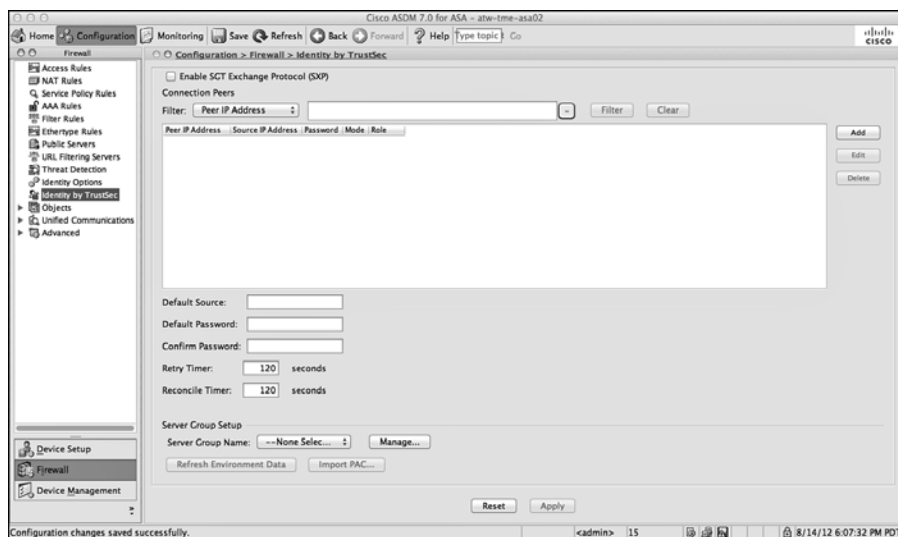 Cisco ASDM 7.0 for ASA - atw-tme-asa02
Home Configuration Monitoring Save Refresh Back Forward Help Type topic Go
cisco
Firewall
Configuration > Firewall > Identity by TrustSec
Access Rules
NAT Rules
Service Policy Rules
AAA Rules
Filter Rules
Ethertype Rules
Public Servers
URL Filtering Servers
Threat Detection
Identity Options
Identity by TrustSec
Objects
Unified Communications
Advanced
Device Setup
Firewall
Device Management
Enable SGT Exchange Protocol (SXP)
Connection Peers
Filter: Peer IP Address - Filter Clear
Peer IP Address Source IP Address Password Mode Role
Add
Edit
Delete
Default Source:
Default Password:
Confirm Password:
Retry Timer: 120 seconds
Reconcile Timer: 120 seconds
Server Group Setup
Server Group Name: --None Selec... Manage...
Refresh Environment Data Import PAC...
Reset Apply
Configuration changes saved successfully. <admin> 15 8/14/12 6:07:32 PM PDT